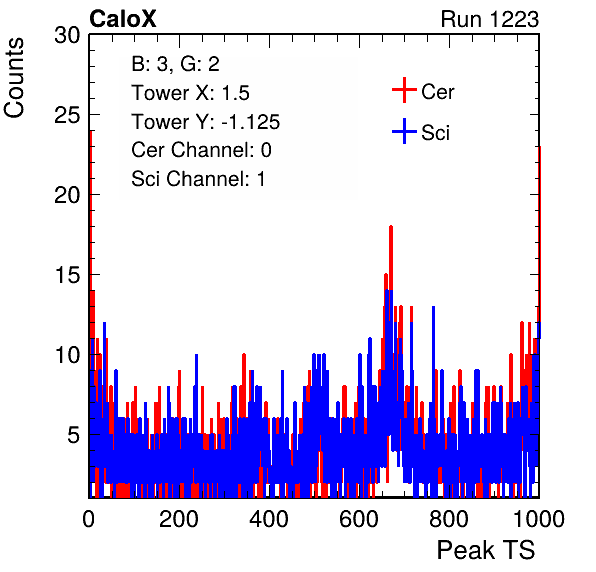 CaloX Run 1223
Counts
30
25
20
15
10
5
B: 3, G: 2
Tower X: 1.5
Tower Y: -1.125
Cer Channel: 0
Sci Channel: 1
Cer
Sci
0 200 400 600 800 1000
Peak TS